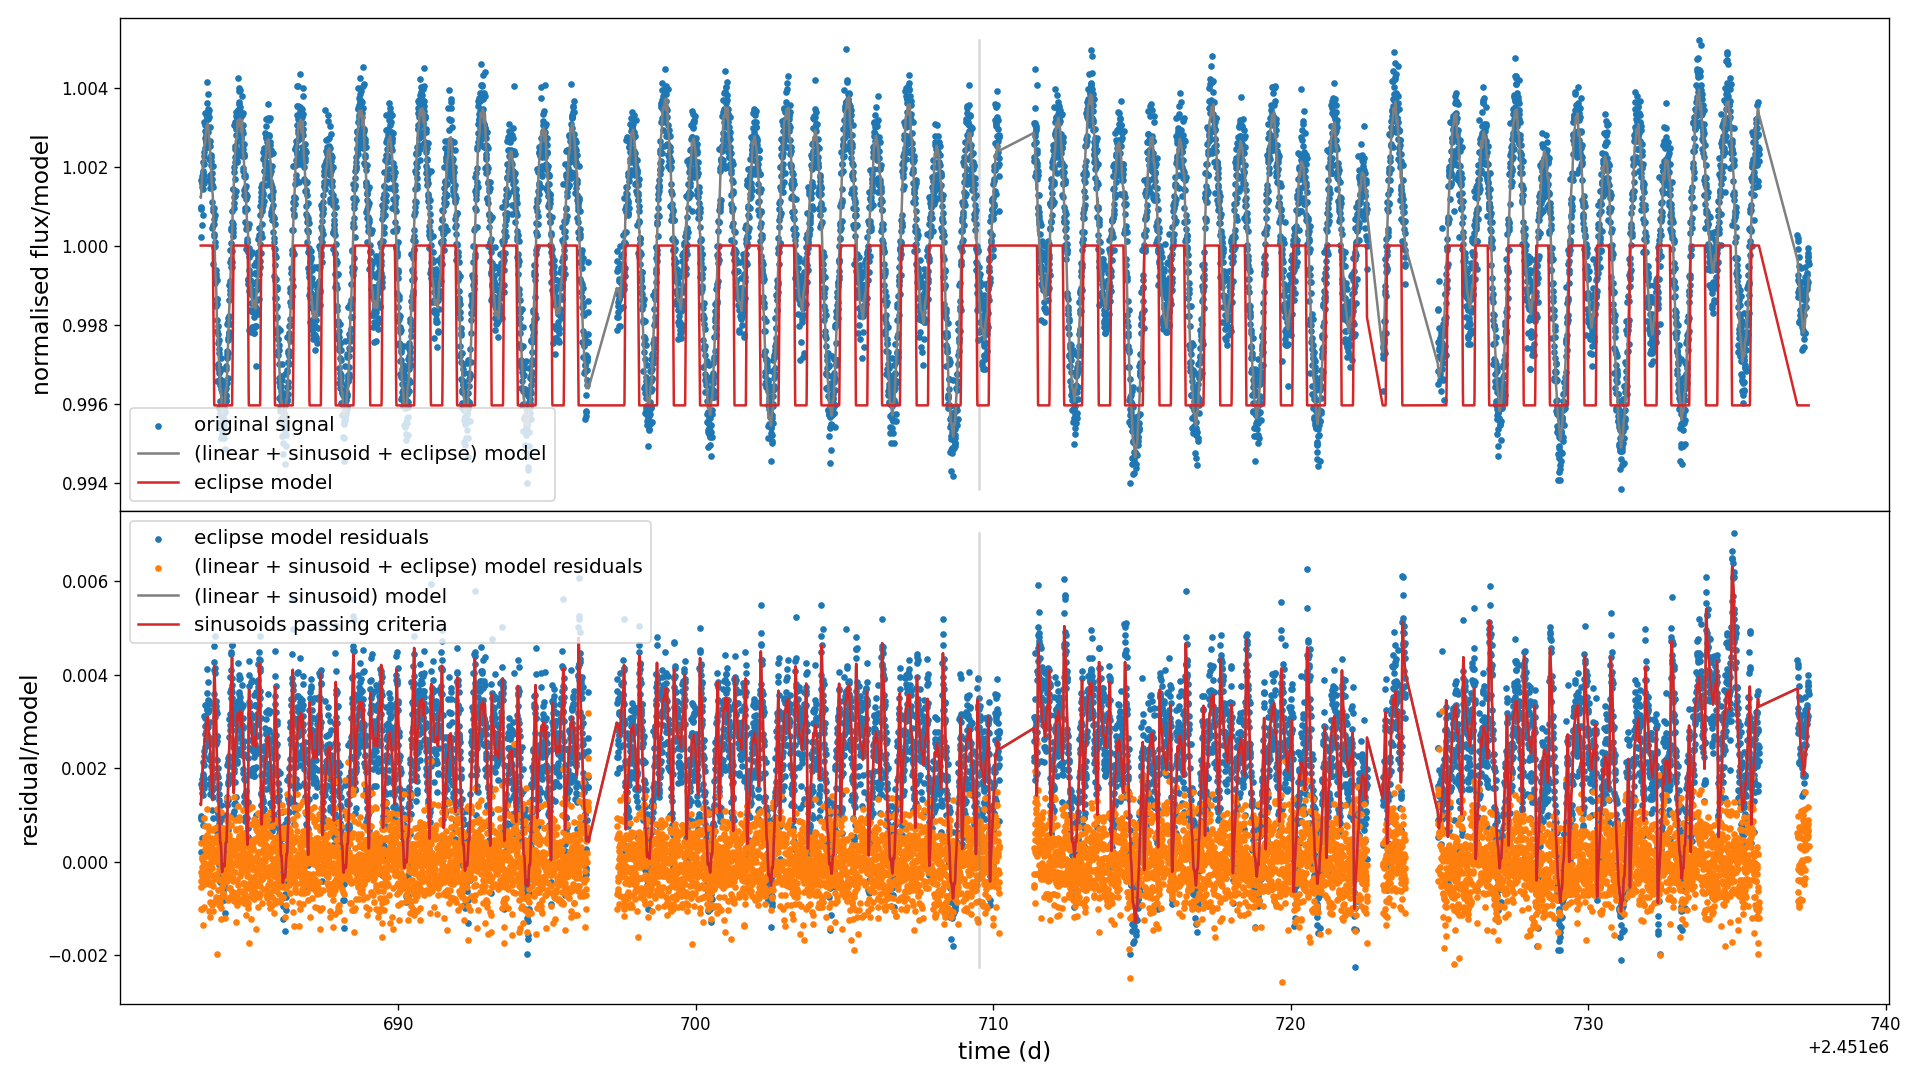 normalised flux/model
1.004
1.002
1.000
0.998
0.996
0.994
original signal
(linear + sinusoid + eclipse) model
eclipse model
residual/model
0.006
0.004
0.002
0.000
−0.002
eclipse model residuals
(linear + sinusoid + eclipse) model residuals
(linear + sinusoid) model
sinusoids passing criteria
690 700 710 720 730 740
time (d)
+2.451e6